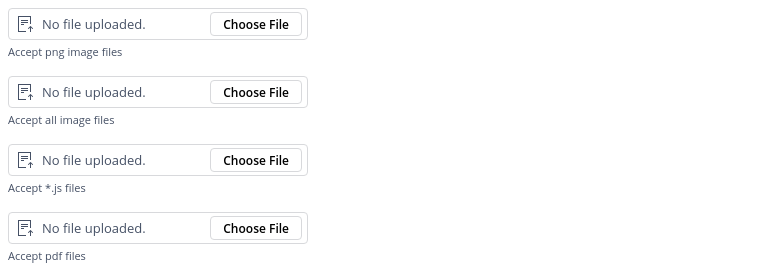 No file uploaded. Choose File
Accept png image files
No file uploaded. Choose File
Accept all image files
No file uploaded. Choose File
Accept *.js files
No file uploaded. Choose File
Accept pdf files